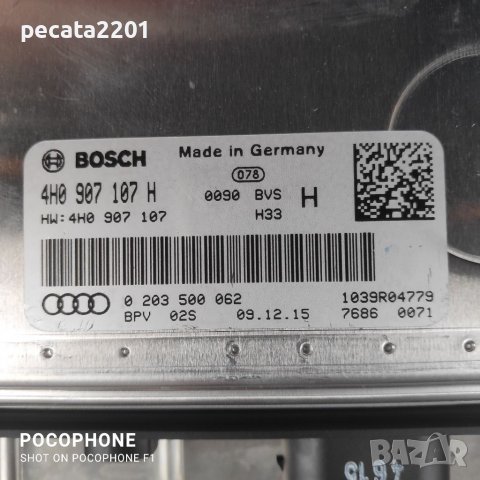 pecata2201
BOSCH Made in Germany
078
4H0 907 107 H 0090 BVS H
HW:4H0 907 107 H33
0 203 500 062 1039R04779
BPV 02S 09.12.15 7686 0071
POCOPHONE
SHOT ON POCOPHONE F1
BAZAR